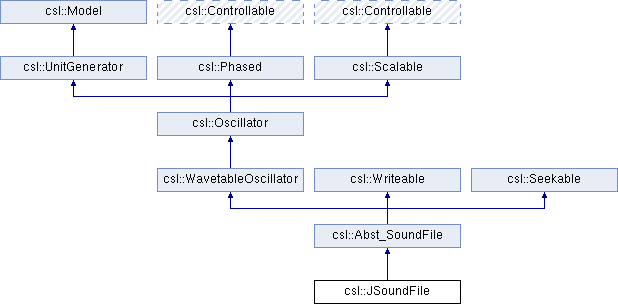 csl::Model
csl::Controllable
csl::Controllable
csl::UnitGenerator
csl::Phased
csl::Scalable
csl::Oscillator
csl::WavetableOscillator
csl::Writeable
csl::Seekable
csl::Abst_SoundFile
csl::JSoundFile